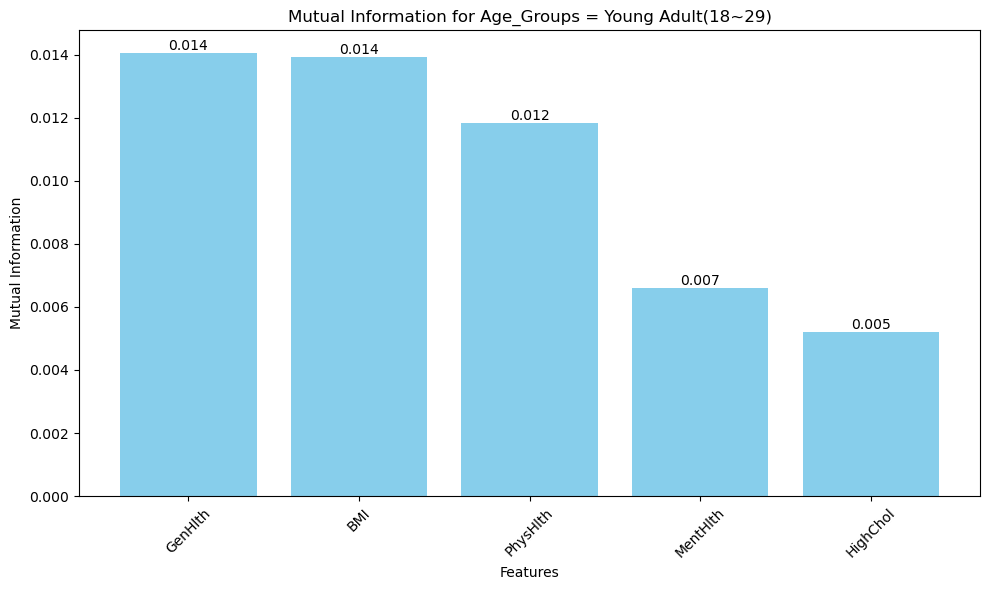 Mutual Information for Age_Groups = Young Adult(18~29)
0.014
0.014
0.012
0.007
0.005
Mutual Information
0.014
0.012
0.010
0.008
0.006
0.004
0.002
0.000
GenHlth
BMI
PhysHlth
MentHlth
HighChol
Features